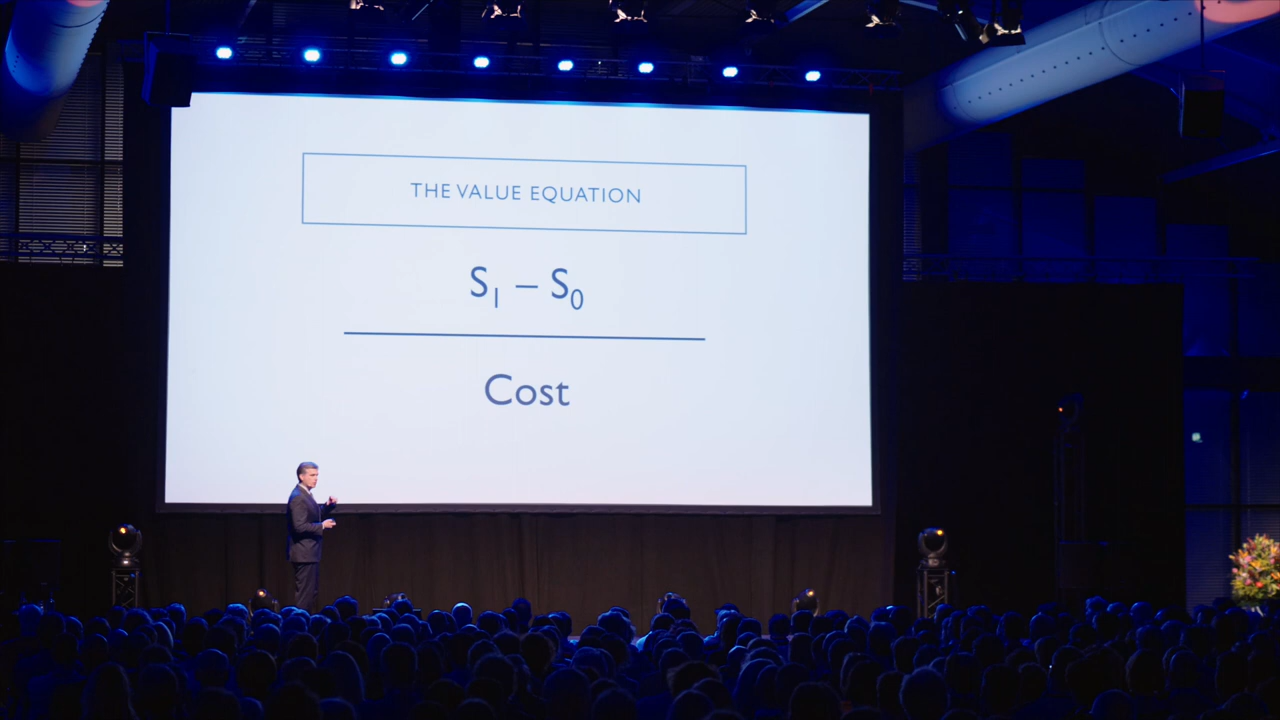 THE VALUE EQUATION
S₁ – S₀
Cost